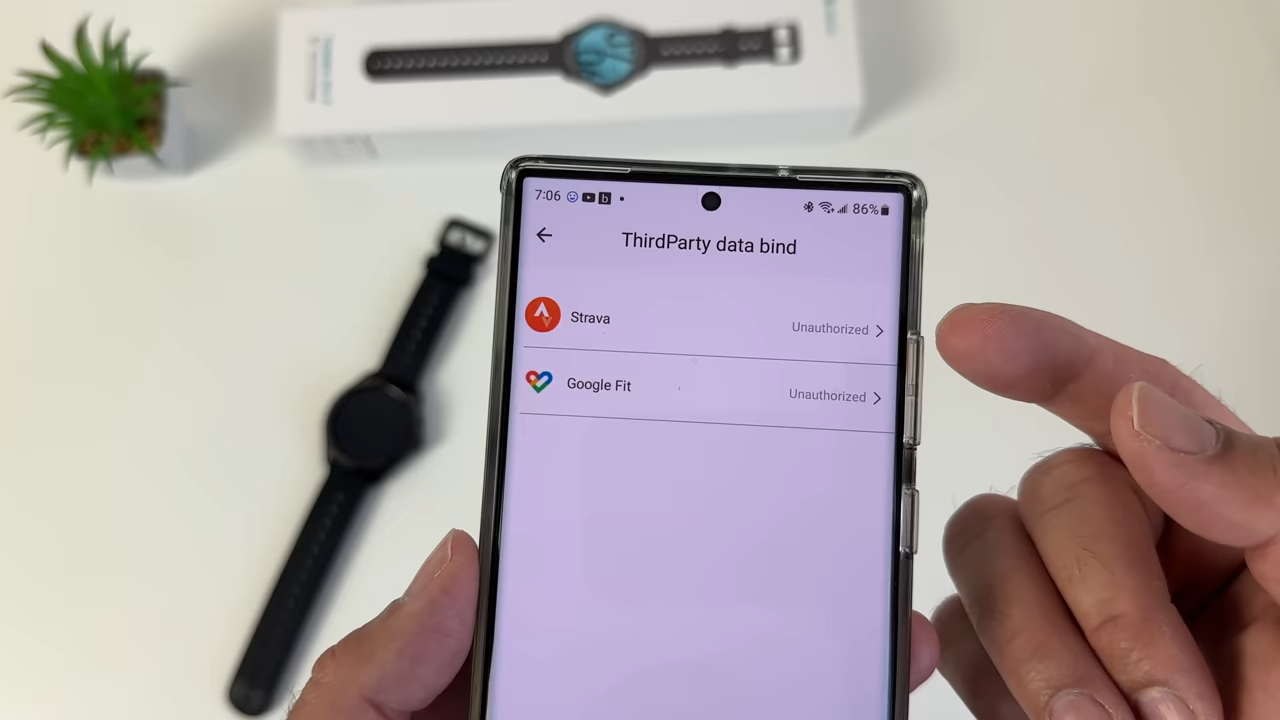 7:06
86%
ThirdParty data bind
Strava
Unauthorized
Google Fit
Unauthorized